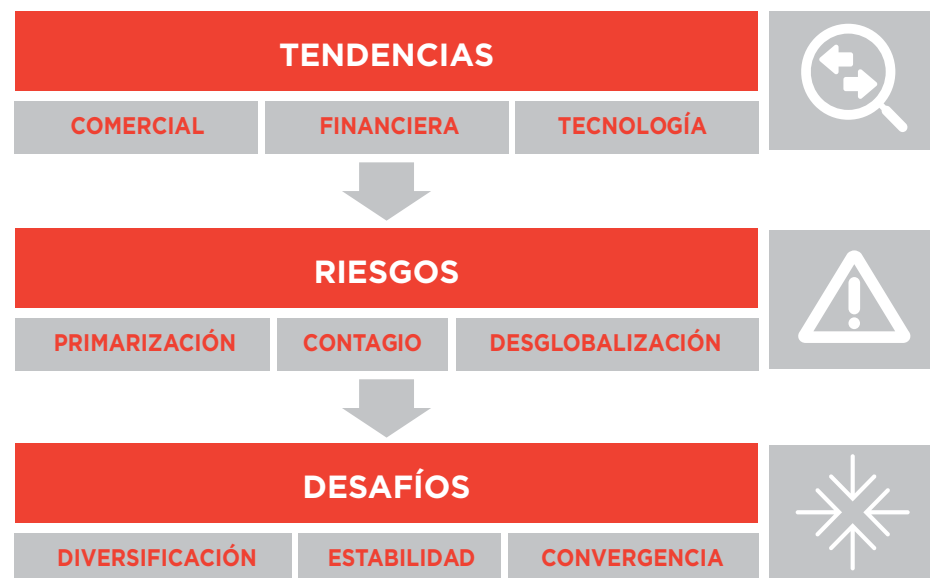 TENDENCIAS
COMERCIAL FINANCIERA TECNOLOGÍA
RIESGOS
PRIMARIZACIÓN CONTAGIO DESGLOBALIZACIÓN
DESAFÍOS
DIVERSIFICACIÓN ESTABILIDAD CONVERGENCIA